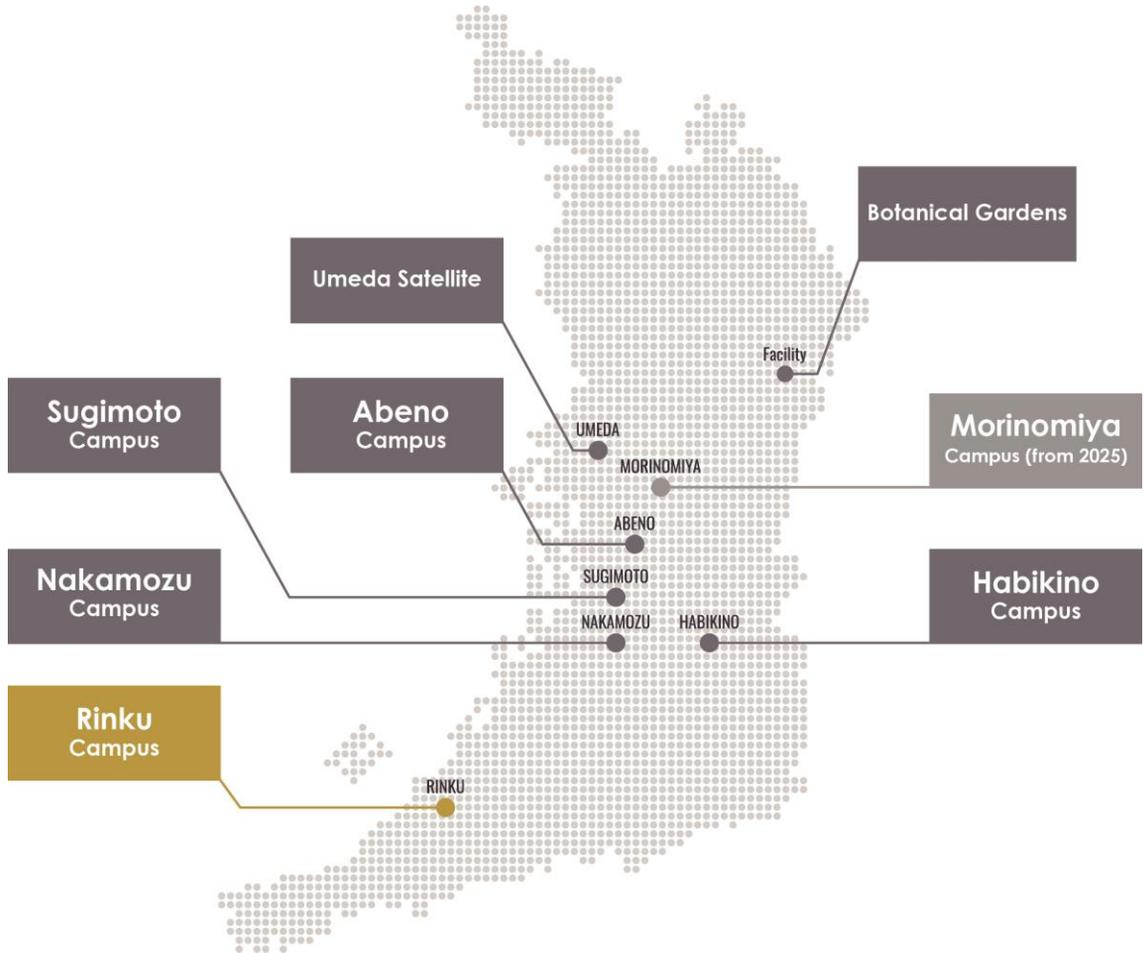 Botanical Gardens
Umeda Satellite
Facility
Sugimoto
Campus
Abeno
Campus
Morinomiya
Campus (from 2025)
UMEDA
MORINOMIYA
ABENO
Nakamozu
Campus
SUGIMOTO
Habikino
Campus
NAKAMOZU
HABIKINO
Rinku
Campus
RINKU